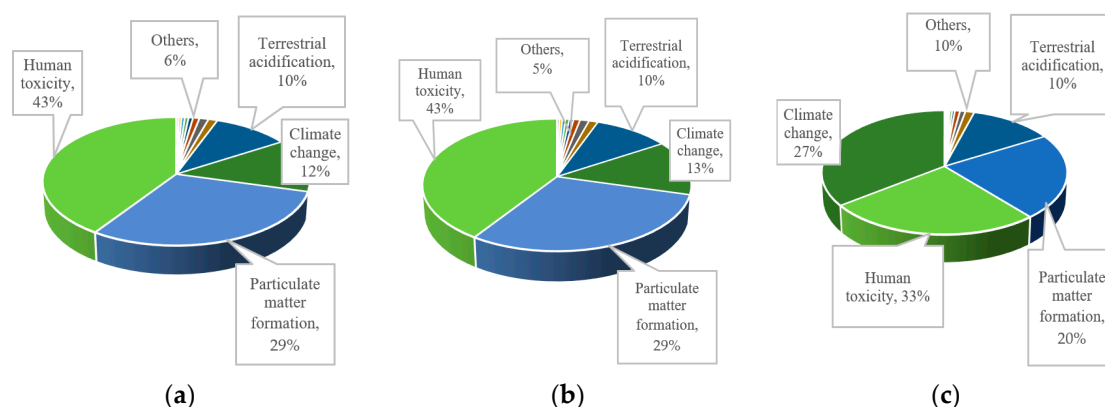 Human
toxicity,
43%
Others,
6%
Terrestrial
acidification,
10%
Climate
change,
12%
Particulate
matter
formation,
29%
(a)
Human
toxicity,
43%
Others,
5%
Terrestrial
acidification,
10%
Climate
change,
13%
Particulate
matter
formation,
29%
(b)
Climate
change,
27%
Others,
10%
Terrestrial
acidification,
10%
Human
toxicity, 33%
Particulate
matter
formation,
20%
(c)